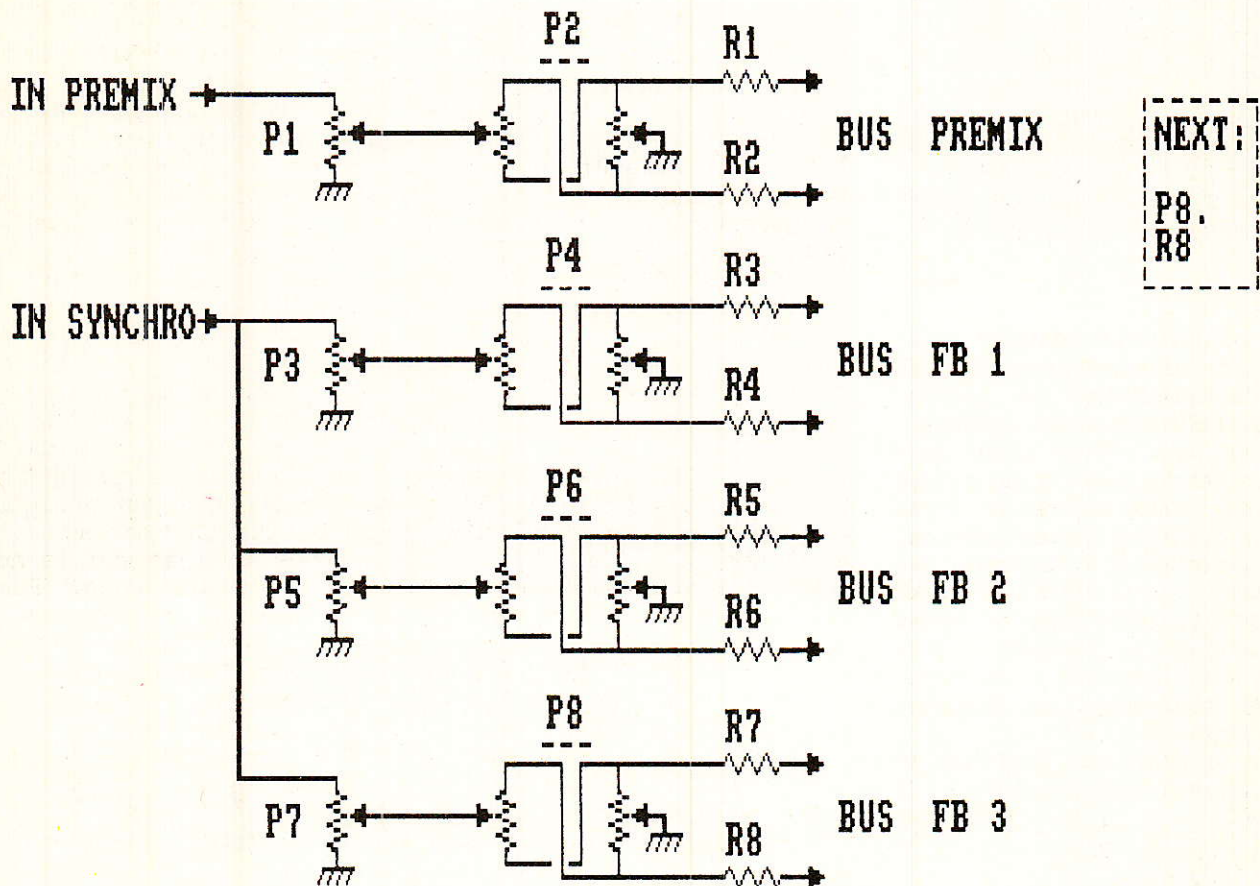 P2
R1
IN PREMIX
P1
R2
BUS PREMIX
NEXT:
P8.
R8
P4
R3
IN SYNCHRO
P3
R4
BUS FB 1
P6
R5
P5
R6
BUS FB 2
P8
R7
P7
R8
BUS FB 3